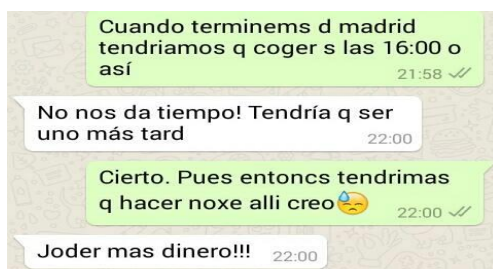 Cuando terminems d madrid
tendriamos q coger s las 16:00 o
así
21:58
No nos da tiempo! Tendría q ser
uno más tard
22:00
Cierto. Pues entoncs tendrimas
q hacer noxe alli creo😓
22:00
Joder mas dinero!!! 22:00